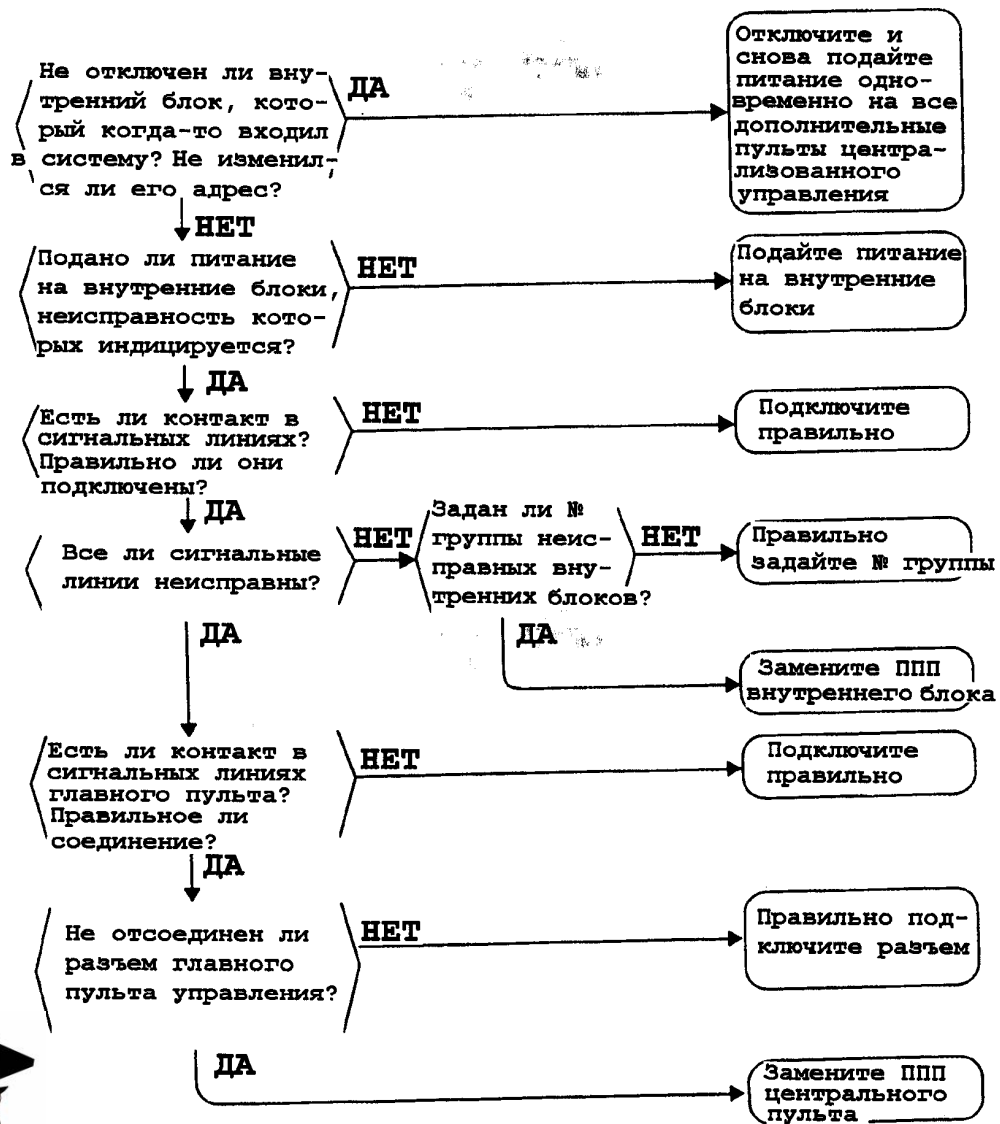 Не отключен ли вну-
тренний блок, кото-
рый когда-то входил
в систему? Не изменил-
ся ли его адрес?
ДА
Отключите и
снова подайте
питание одно-
временно на все
дополнительные
пульты центра-
лизованного
управления
НЕТ
Подано ли питание
на внутренние блоки,
неисправность кото-
рых индицируется?
НЕТ
Подайте питание
на внутренние
блоки
ДА
Есть ли контакт в
сигнальных линиях?
Правильно ли они
подключены?
НЕТ
Подключите
правильно
ДА
Все ли сигнальные
линии неисправны?
НЕТ
Задан ли №
группы неис-
правных вну-
тренних блоков?
НЕТ
Правильно
задайте № группы
ДА
Замените ППП
внутреннего блока
ДА
Есть ли контакт в
сигнальных линиях
главного пульта?
Правильное ли
соединение?
НЕТ
Подключите
правильно
ДА
Не отсоединен ли
разъем главного
пульта управления?
НЕТ
Правильно под-
ключите разъем
ДА
Замените ППП
центрального
пульта